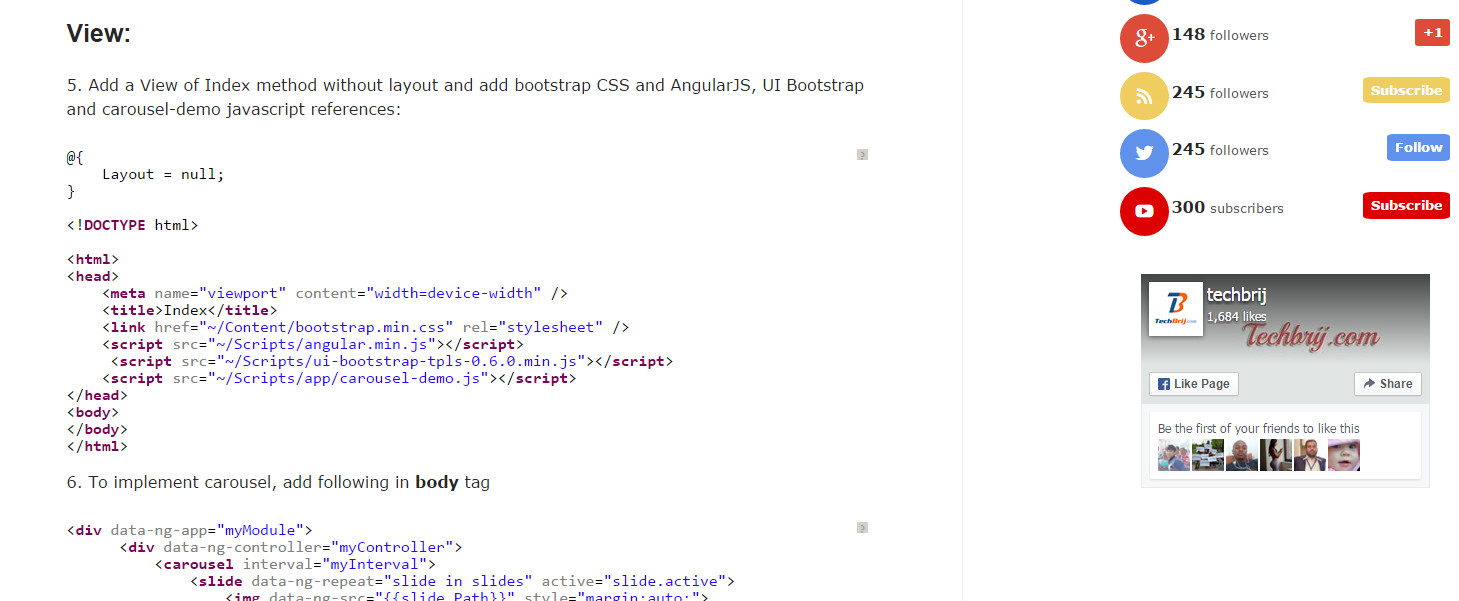 View:
5. Add a View of Index method without layout and add bootstrap CSS and AngularJS, UI Bootstrap
and carousel-demo javascript references:
?
@{
    Layout = null;
}
<!DOCTYPE html>
<html>
<head>
    <meta name="viewport" content="width=device-width" />
    <title>Index</title>
    <link href="~/Content/bootstrap.min.css" rel="stylesheet" />
    <script src="~/Scripts/angular.min.js"></script>
     <script src="~/Scripts/ui-bootstrap-tpls-0.6.0.min.js"></script>
    <script src="~/Scripts/app/carousel-demo.js"></script>
</head>
<body>
</body>
</html>
6. To implement carousel, add following in body tag
?
<div data-ng-app="myModule">
      <div data-ng-controller="myController">
          <carousel interval="myInterval">
              <slide data-ng-repeat="slide in slides" active="slide.active">
                  <img data-ng-src="{{slide.Path}}" style="margin:auto;">
g+ 148 followers +1
245 followers Subscribe
245 followers Follow
300 subscribers Subscribe
TB
TechBrij.com
techbrij
1,684 likes
Techbrij.com
Like Page Share
Be the first of your friends to like this